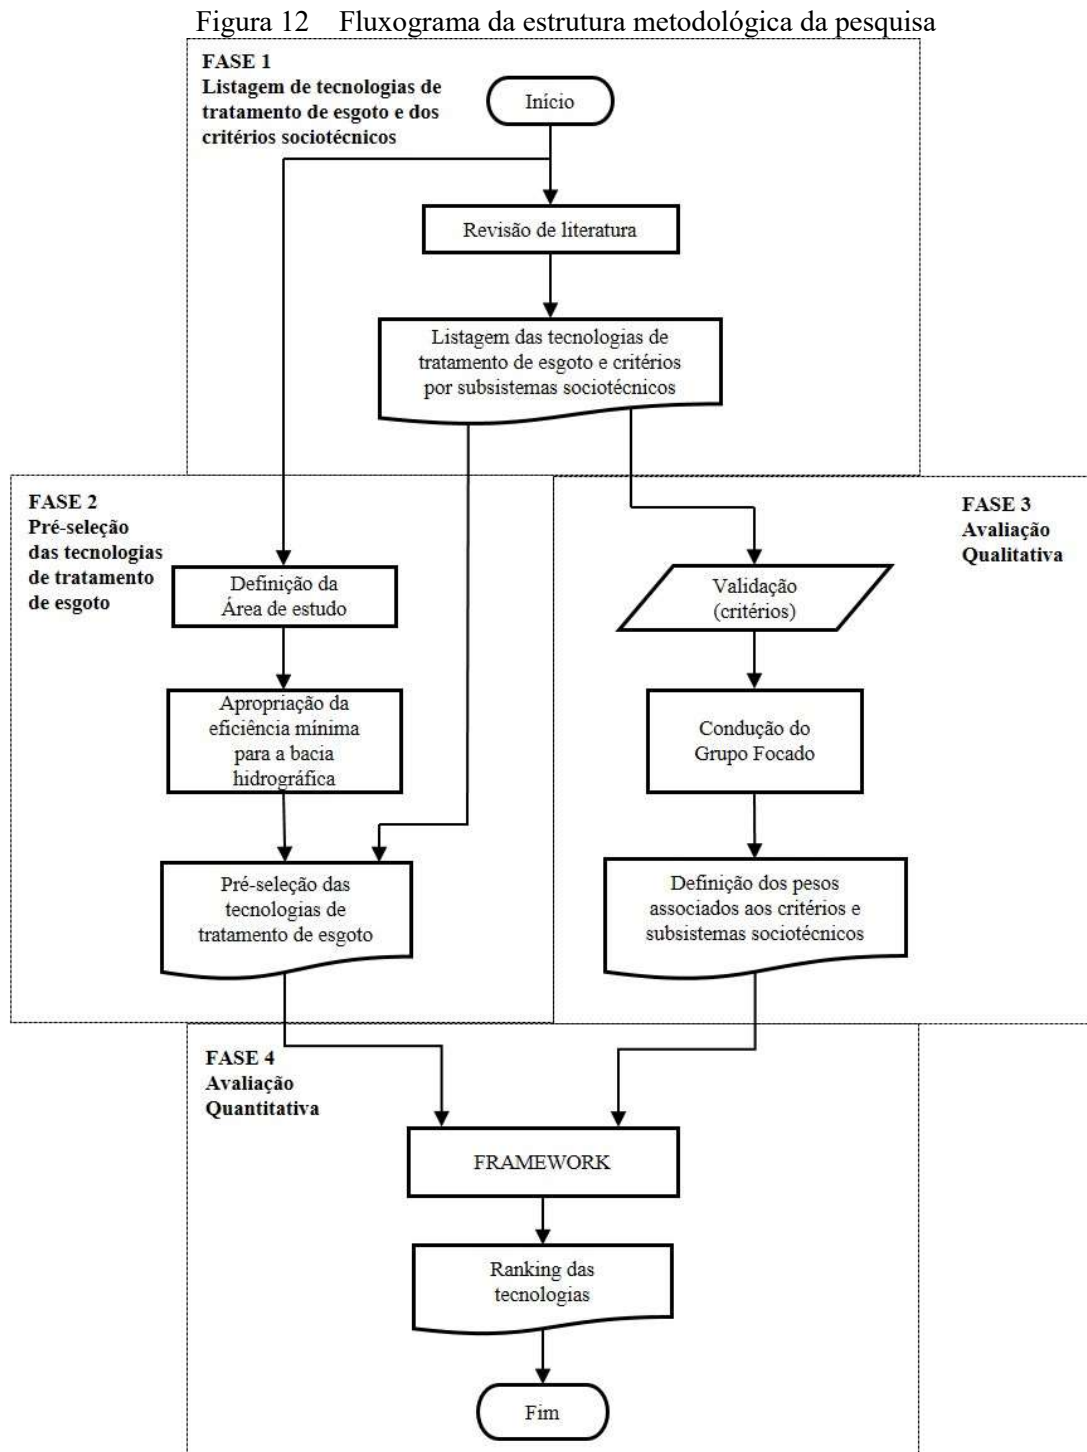 Figura 12 Fluxograma da estrutura metodológica da pesquisa
FASE 1
Listagem de tecnologias de
tratamento de esgoto e dos
critérios sociotécnicos
Início
Revisão de literatura
Listagem das tecnologias de
tratamento de esgoto e critérios
por subsistemas sociotécnicos
FASE 2
Pré-seleção
das tecnologias
de tratamento
de esgoto
Definição da
Área de estudo
Apropriação da
eficiência mínima
para a bacia
hidrográfica
Pré-seleção das
tecnologias de
tratamento de esgoto
FASE 3
Avaliação
Qualitativa
Validação
(critérios)
Condução do
Grupo Focado
Definição dos pesos
associados aos critérios e
subsistemas sociotécnicos
FASE 4
Avaliação
Quantitativa
FRAMEWORK
Ranking das
tecnologias
Fim